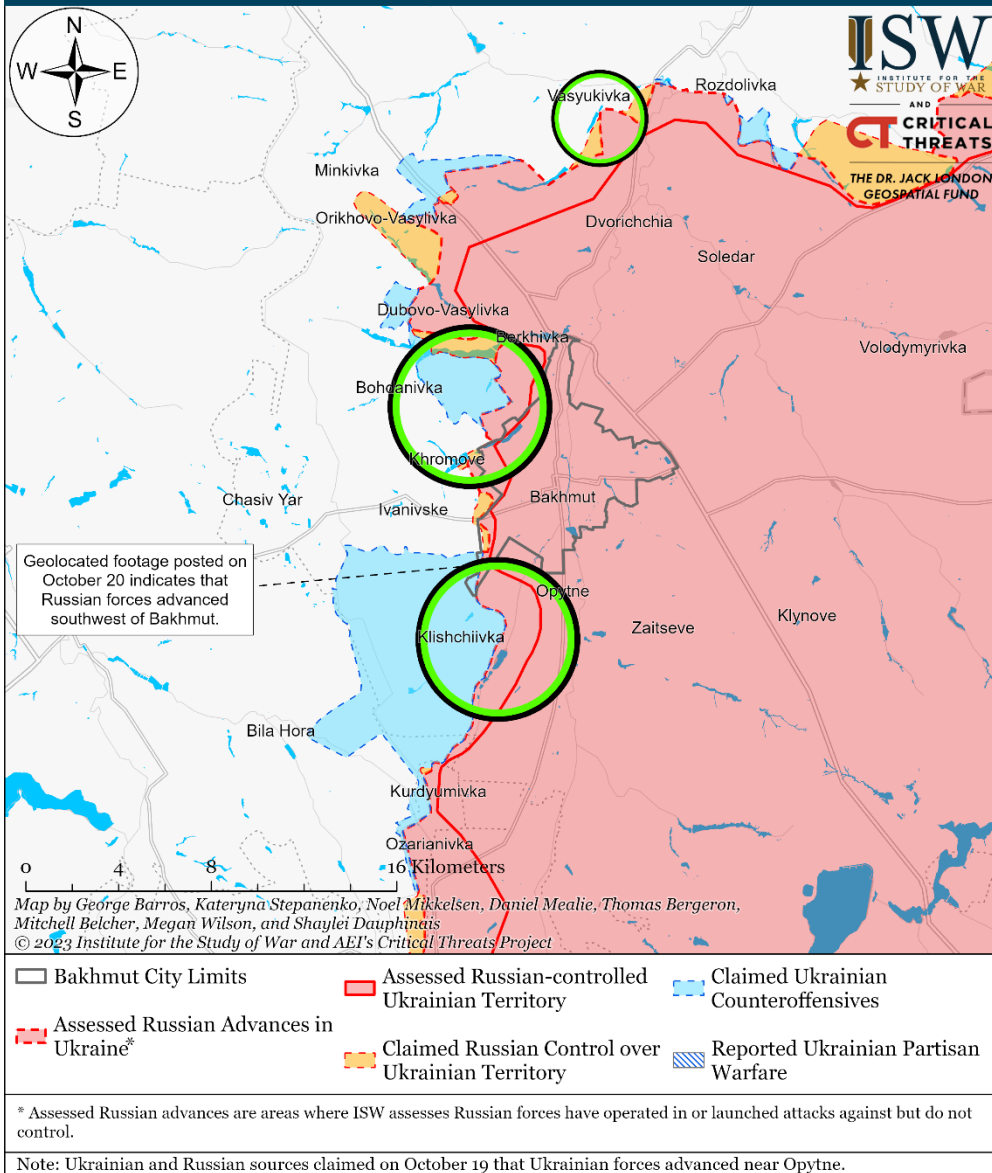 N
W E
S
ISW
INSTITUTE FOR THE
STUDY OF WAR
AND
CT CRITICAL
THREATS
THE DR. JACK LONDON
GEOSPATIAL FUND
Vasyukivka
Rozdolivka
Minkivka
Orikhovo-Vasylivka
Dvorichchia
Soledar
Dubovo-Vasylivka
Berkhivka
Volodymyrivka
Bohdanivka
Khromove
Chasiv Yar
Ivanivske
Bakhmut
Geolocated footage posted on
October 20 indicates that
Russian forces advanced
southwest of Bakhmut.
Opytne
Klishchiivka
Zaitseve
Klynove
Bila Hora
Kurdyumivka
Ozarianivka
0 4 8 16 Kilometers
Map by George Barros, Kateryna Stepanenko, Noel Mikkelsen, Daniel Mealie, Thomas Bergeron,
Mitchell Belcher, Megan Wilson, and Shaylei Dauphinais
© 2023 Institute for the Study of War and AEI's Critical Threats Project
Bakhmut City Limits
Assessed Russian Advances in
Ukraine*
Assessed Russian-controlled
Ukrainian Territory
Claimed Russian Control over
Ukrainian Territory
Claimed Ukrainian
Counteroffensives
Reported Ukrainian Partisan
Warfare
* Assessed Russian advances are areas where ISW assesses Russian forces have operated in or launched attacks against but do not
control.
Note: Ukrainian and Russian sources claimed on October 19 that Ukrainian forces advanced near Opytne.